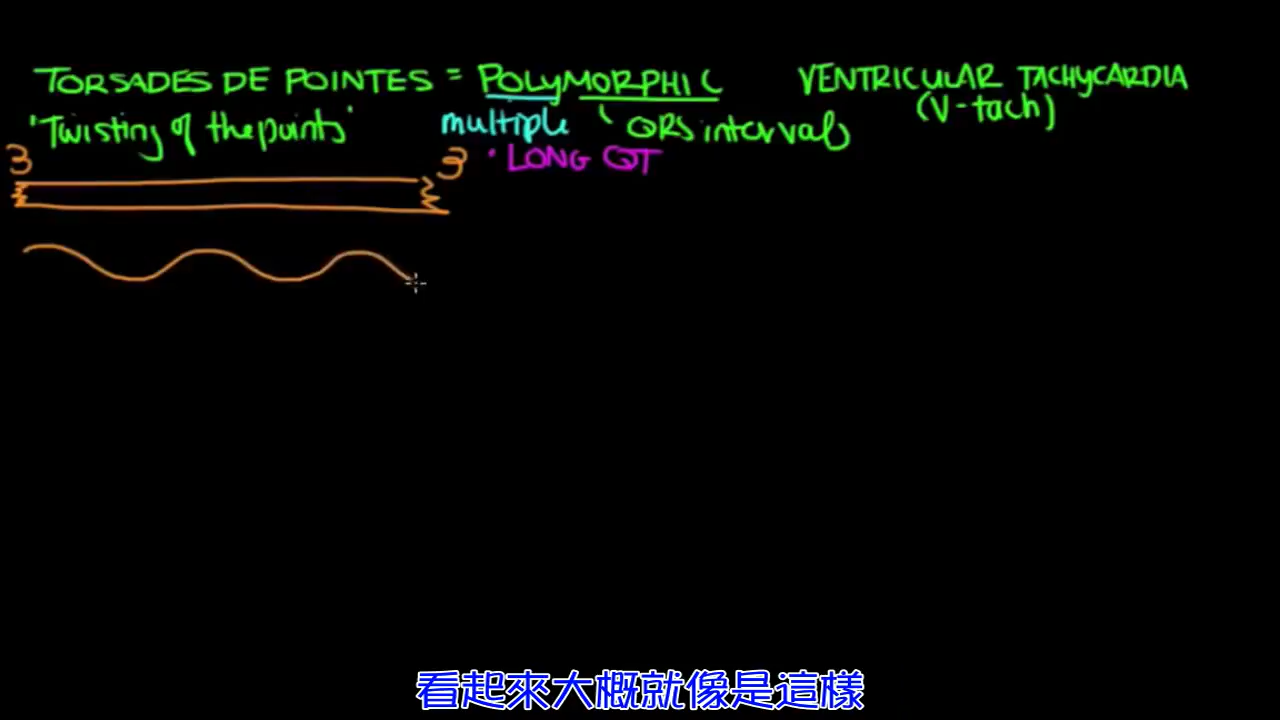 TORSADES DE POINTES = POLYMORPHIC VENTRICULAR TACHYCARDIA
(V-tach)
'Twisting of the points' multiple QRS intervals
• LONG QT
看起來大概就像是這樣